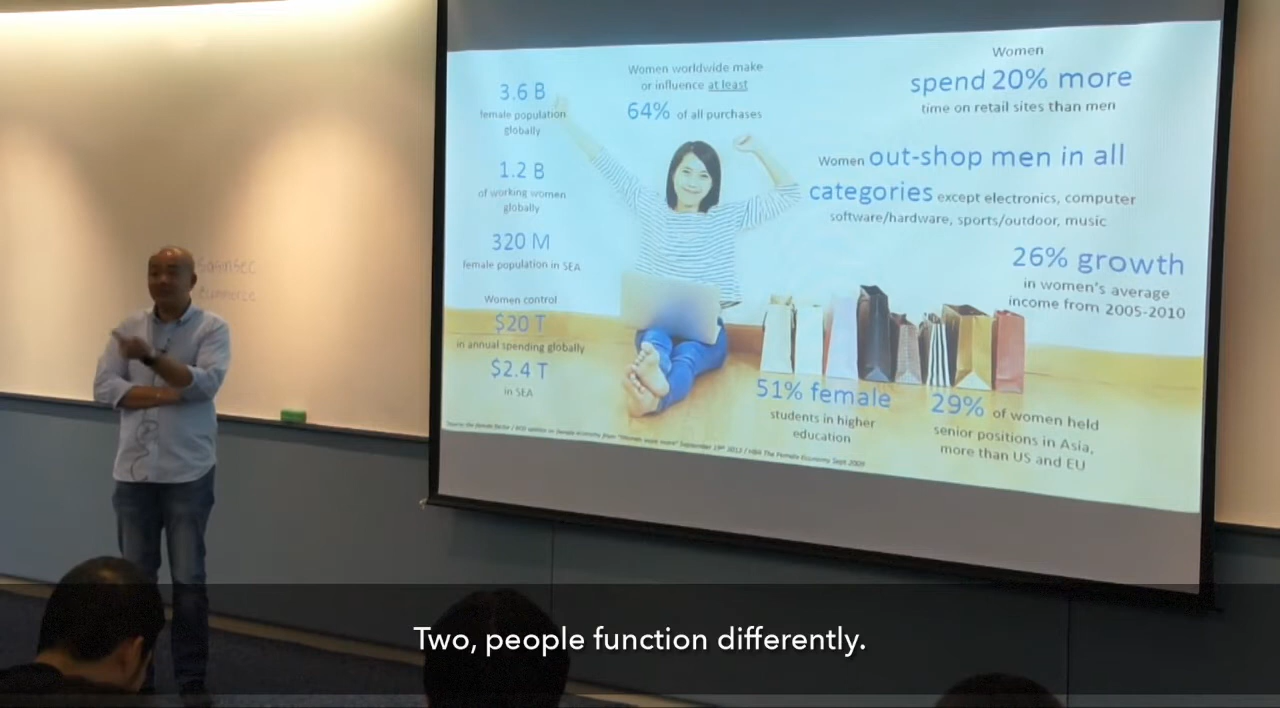 3.6 B
female population
globally
1.2 B
of working women
globally
320 M
female population in SEA
Women control
$20 T
in annual spending globally
$2.4 T
in SEA
Women worldwide make
or influence at least
64% of all purchases
Women
spend 20% more
time on retail sites than men
Women out-shop men in all
categories except electronics, computer
software/hardware, sports/outdoor, music
26% growth
in women's average
income from 2005-2010
51% female
students in higher
education
29% of women held
senior positions in Asia,
more than US and EU
Two, people function differently.